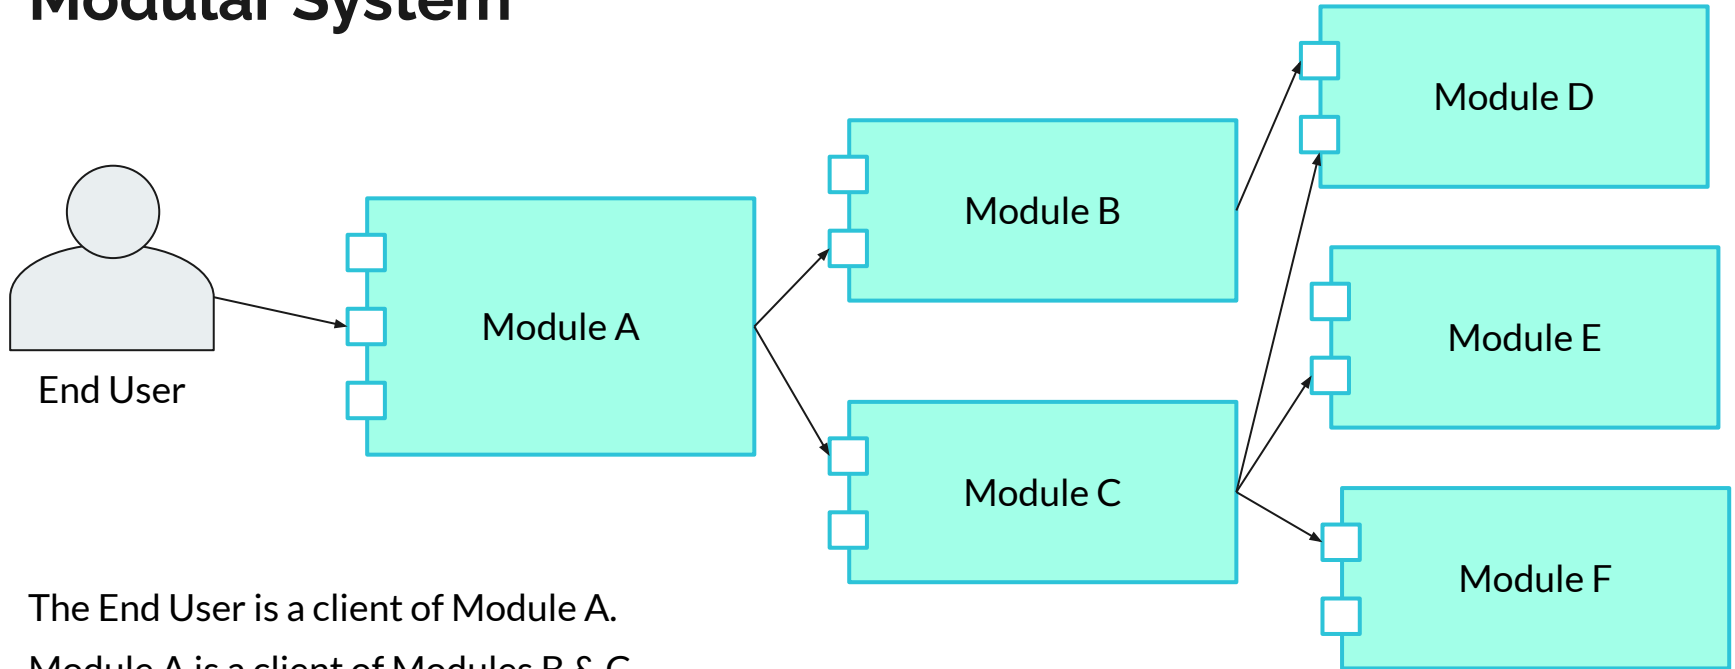 Modular System
Module D
Module B
Module A
Module E
End User
Module C
Module F
The End User is a client of Module A.
Module A is a client of Modules B & C